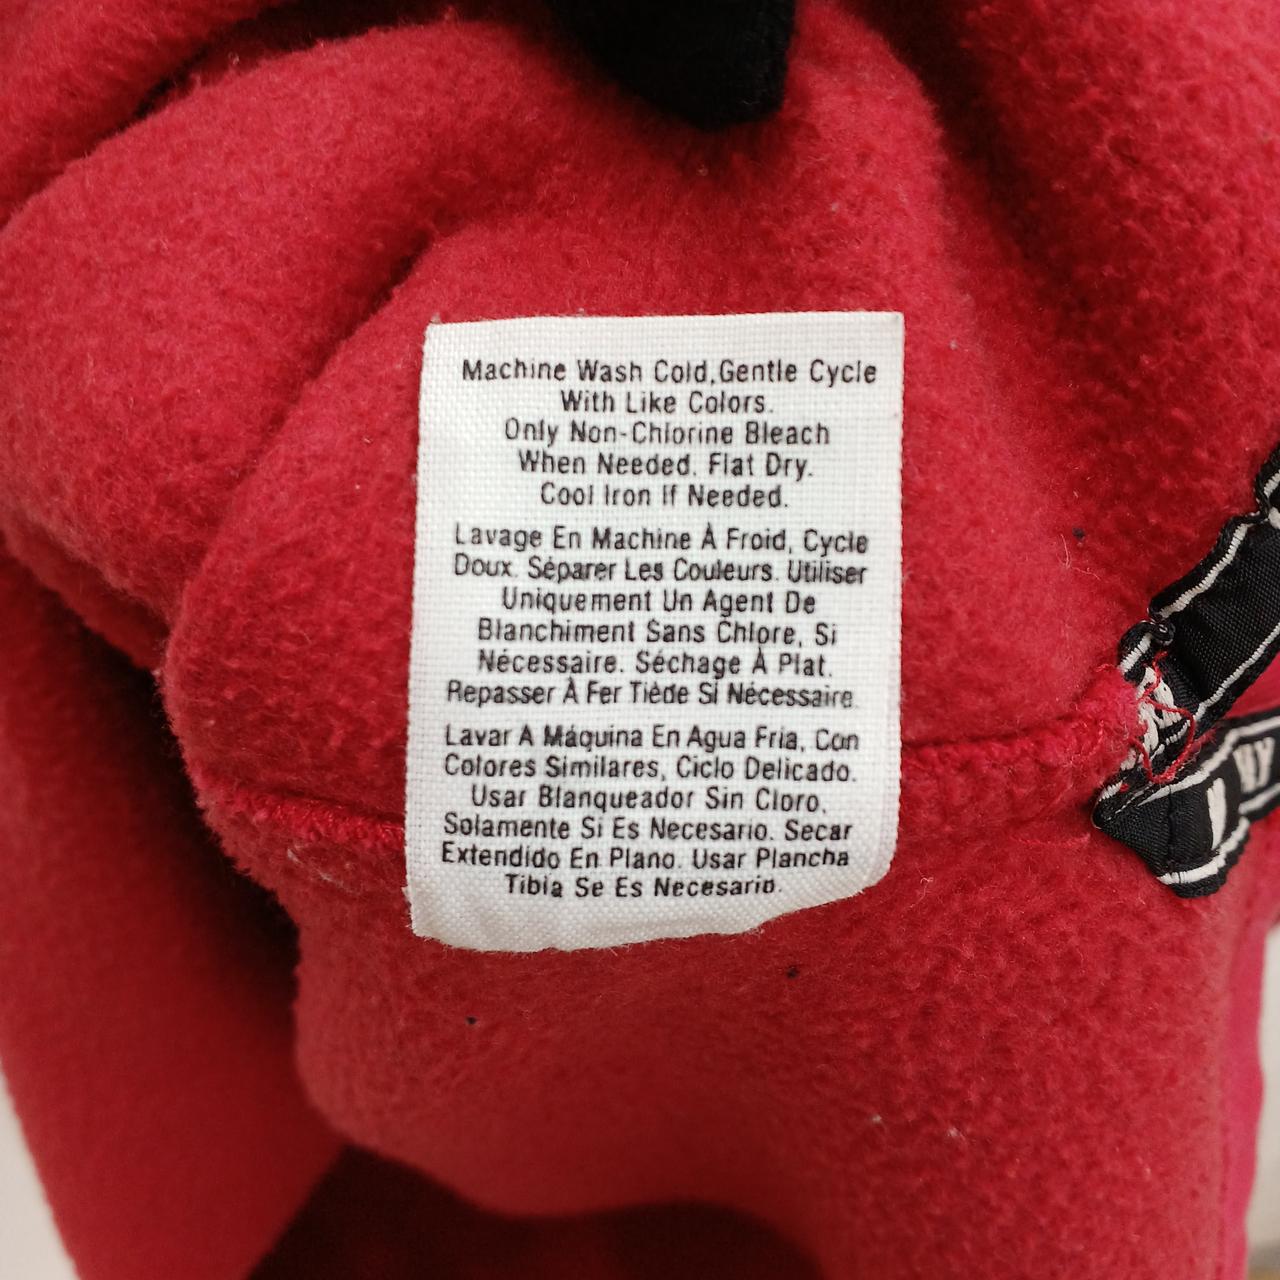 Machine Wash Cold,Gentle Cycle
With Like Colors.
Only Non-Chlorine Bleach
When Needed. Flat Dry.
Cool Iron If Needed.
Lavage En Machine À Froid, Cycle
Doux. Séparer Les Couleurs. Utiliser
Uniquement Un Agent De
Blanchiment Sans Chlore, Si
Nécessaire. Séchage À Plat.
Repasser À Fer Tiède Si Nécessaire.
Lavar A Máquina En Agua Fria, Con
Colores Similares, Ciclo Delicado.
Usar Blanqueador Sin Cloro,
Solamente Si Es Necesario. Secar
Extendido En Plano. Usar Plancha
Tibia Se Es Necesario.
NY